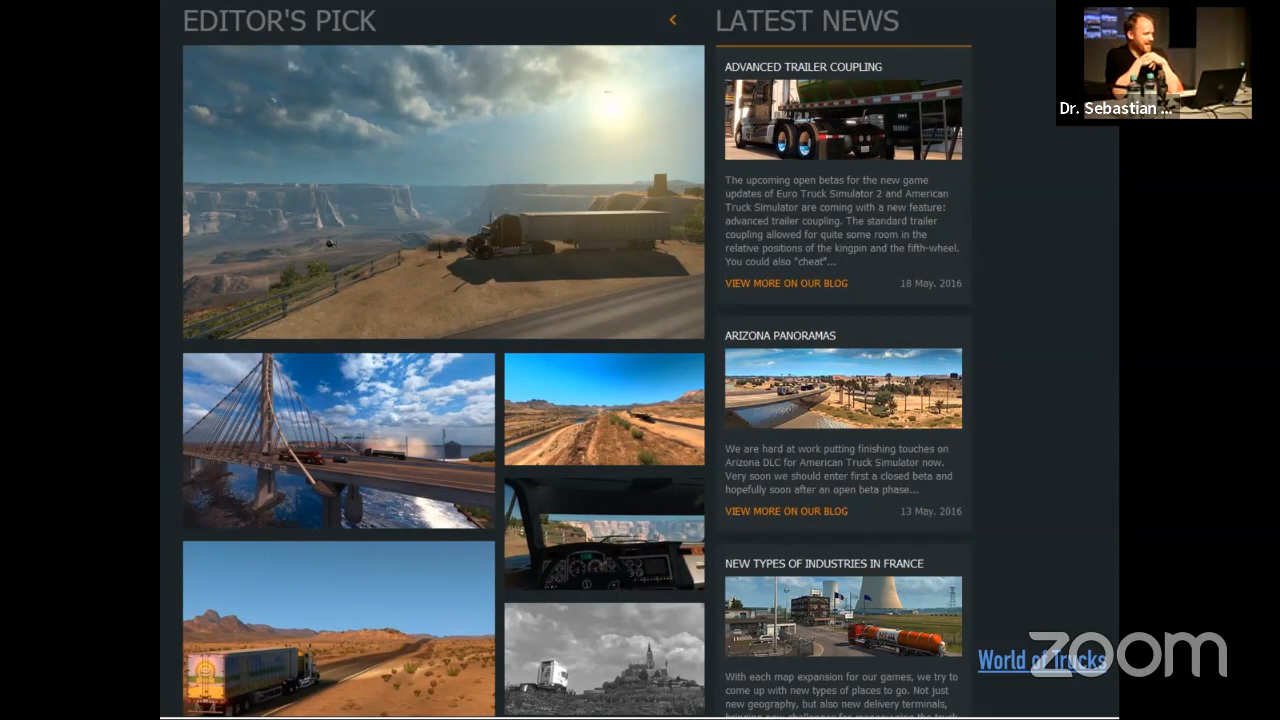 EDITOR'S PICK
<
LATEST NEWS
ADVANCED TRAILER COUPLING
The upcoming open betas for the new game
updates of Euro Truck Simulator 2 and American
Truck Simulator are coming with a new feature:
advanced trailer coupling. The standard trailer
coupling allowed for quite some room in the
relative positions of the kingpin and the fifth-wheel.
You could also "cheat"...
VIEW MORE ON OUR BLOG 18 May. 2016
ARIZONA PANORAMAS
We are hard at work putting finishing touches on
Arizona DLC for American Truck Simulator now.
Very soon we should enter first a closed beta and
hopefully soon after an open beta phase...
VIEW MORE ON OUR BLOG 13 May. 2016
NEW TYPES OF INDUSTRIES IN FRANCE
With each map expansion for our games, we try to
come up with new types of places to go. Not just
new geography, but also new delivery terminals,
bringing new challenges for maneuvering the truck
Dr. Sebastian ...
World of Trucks
zoom